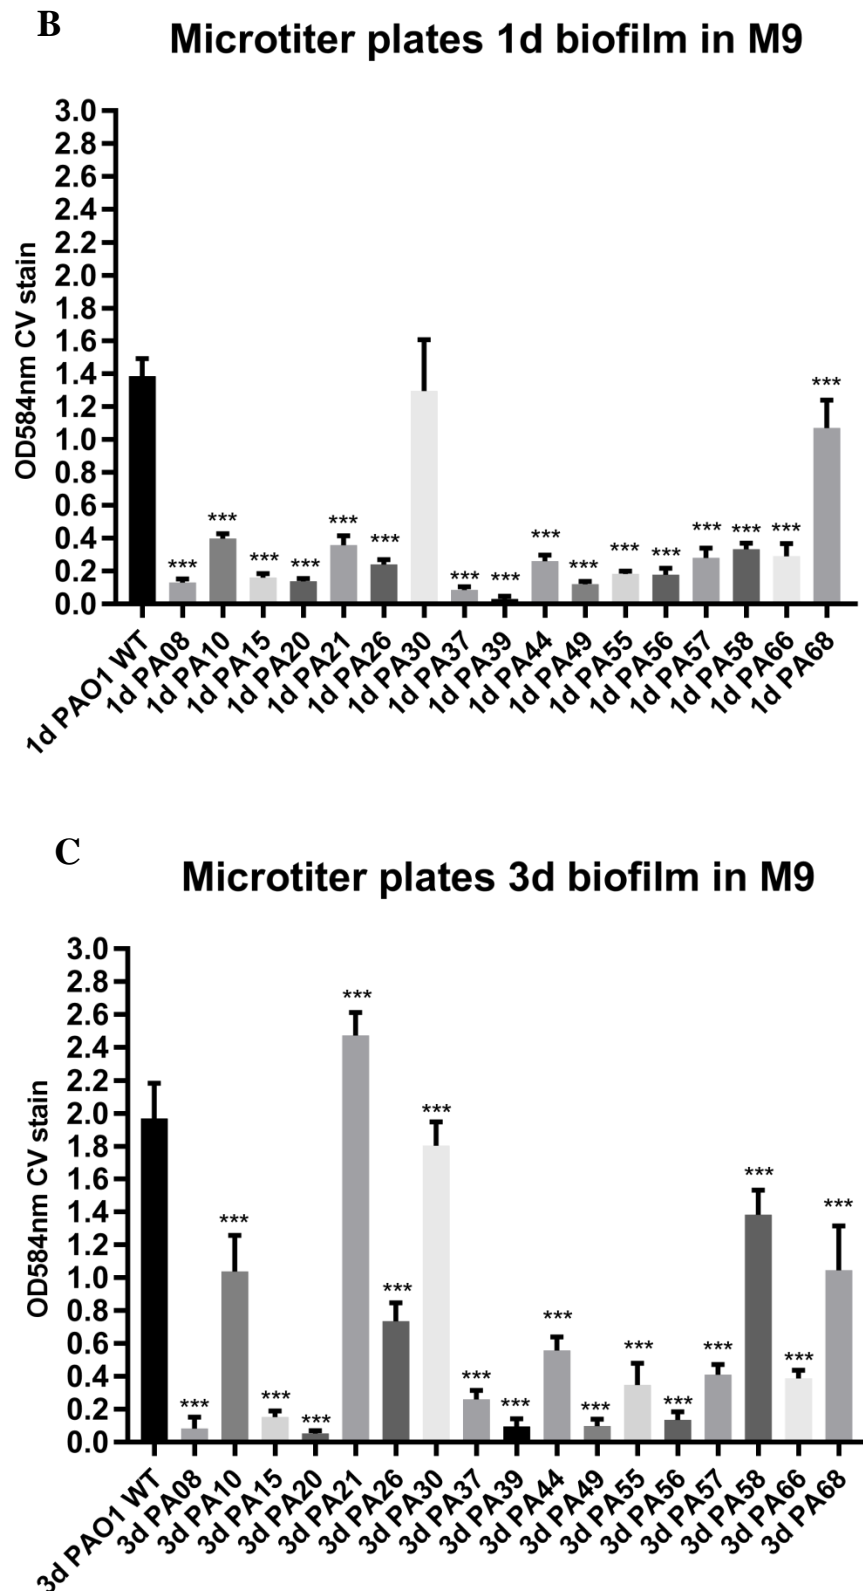 B
Microtiter plates 1d biofilm in M9
OD584nm CV stain
3.0
2.8
2.6
2.4
2.2
2.0
1.8
1.6
1.4
1.2
1.0
0.8
0.6
0.4
0.2
0.0
*** *** *** *** *** *** *** *** *** *** *** *** *** *** *** ***
1d PAO1 WT
1d PA08
1d PA10
1d PA15
1d PA20
1d PA21
1d PA26
1d PA30
1d PA37
1d PA39
1d PA44
1d PA49
1d PA55
1d PA56
1d PA57
1d PA58
1d PA66
1d PA68
C
Microtiter plates 3d biofilm in M9
OD584nm CV stain
3.0
2.8
2.6
2.4
2.2
2.0
1.8
1.6
1.4
1.2
1.0
0.8
0.6
0.4
0.2
0.0
*** *** *** *** *** *** *** *** *** *** *** *** *** *** *** *** ***
3d PAO1 WT
3d PA08
3d PA10
3d PA15
3d PA20
3d PA21
3d PA26
3d PA30
3d PA37
3d PA39
3d PA44
3d PA49
3d PA55
3d PA56
3d PA57
3d PA58
3d PA66
3d PA68